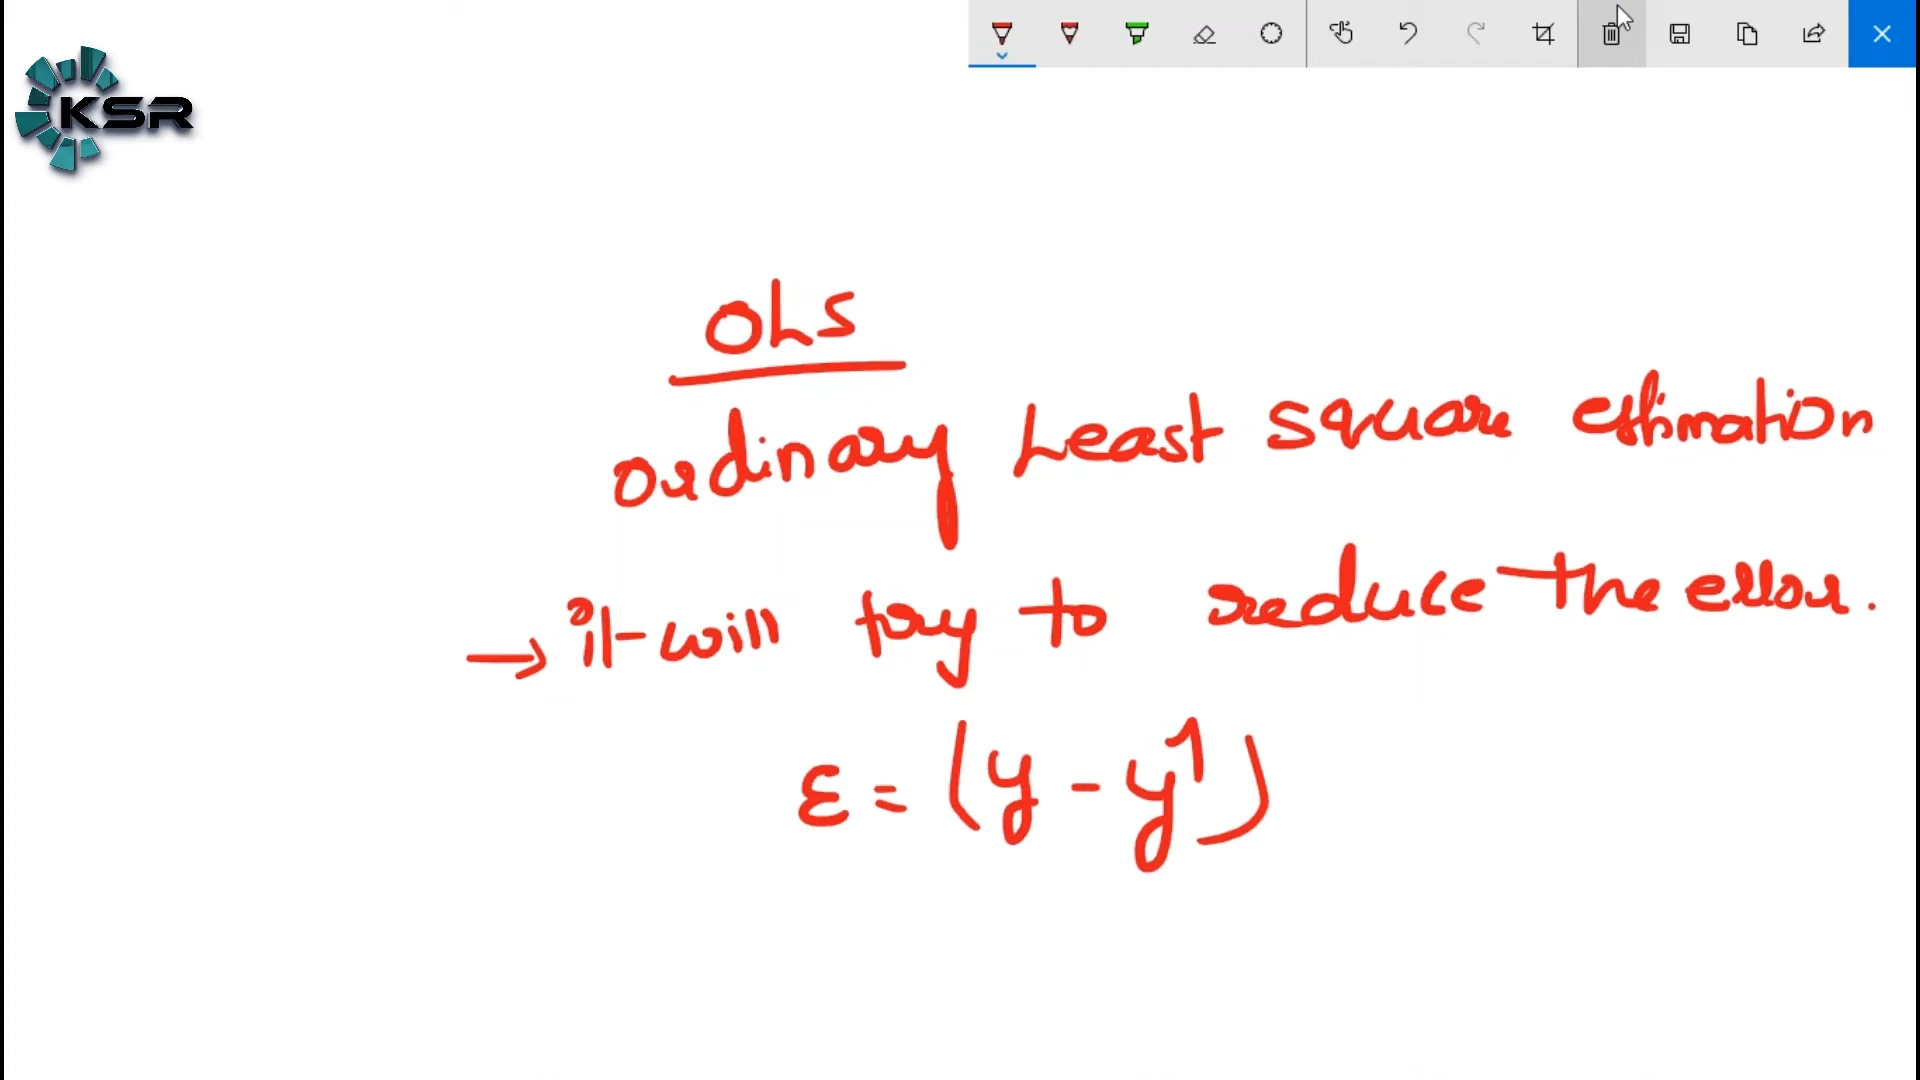 KSR
OLS
ordinary Least square estimation
→ it will try to reduce the error.
ε = (y - y^)